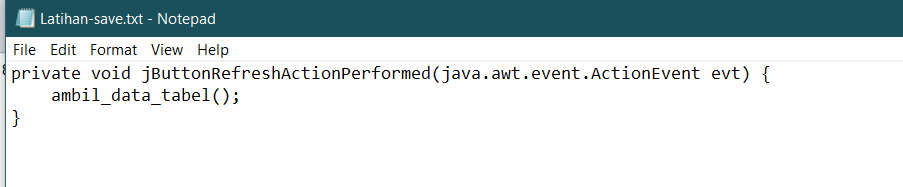 Latihan-save.txt - Notepad
File Edit Format View Help
private void jButtonRefreshActionPerformed(java.awt.event.ActionEvent evt) {
    ambil_data_tabel();
}